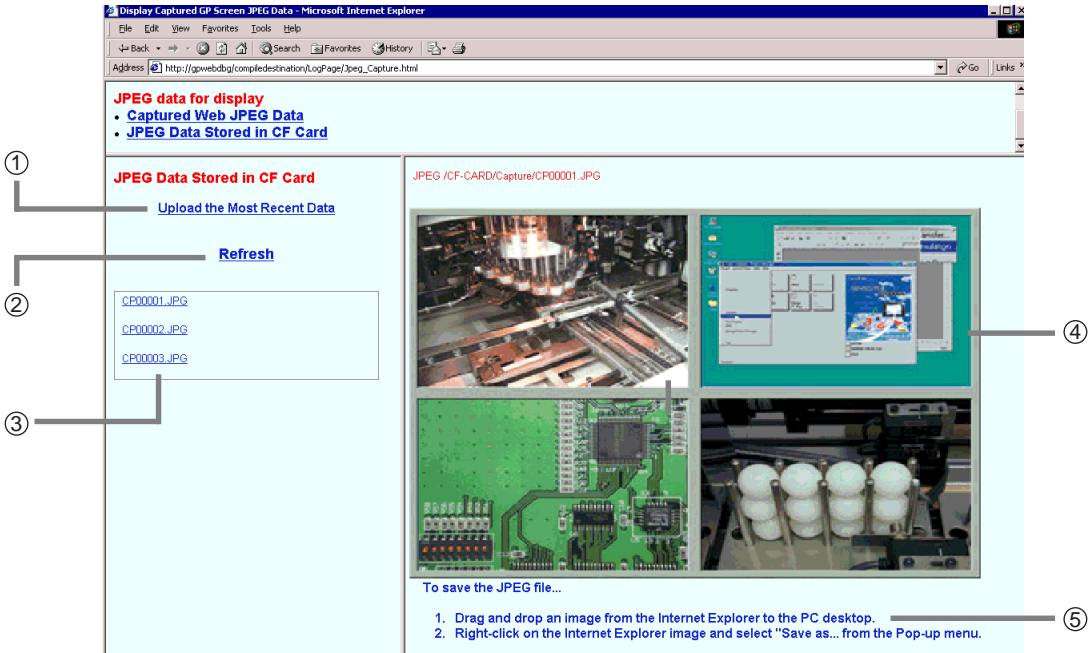 Display Captured GP Screen JPEG Data - Microsoft Internet Explorer
File Edit View Favorites Tools Help
Back Search Favorites History
Address http://gpwebdbg/compiledestination/LogPage/Jpeg_Capture.html Go Links »
JPEG data for display
• Captured Web JPEG Data
• JPEG Data Stored in CF Card
①
JPEG Data Stored in CF Card
JPEG /CF-CARD/Capture/CP00001.JPG
Upload the Most Recent Data
Refresh
②
CP00001.JPG
CP00002.JPG
CP00003.JPG
③
④
To save the JPEG file...
1. Drag and drop an image from the Internet Explorer to the PC desktop.
⑤
2. Right-click on the Internet Explorer image and select "Save as... from the Pop-up menu.